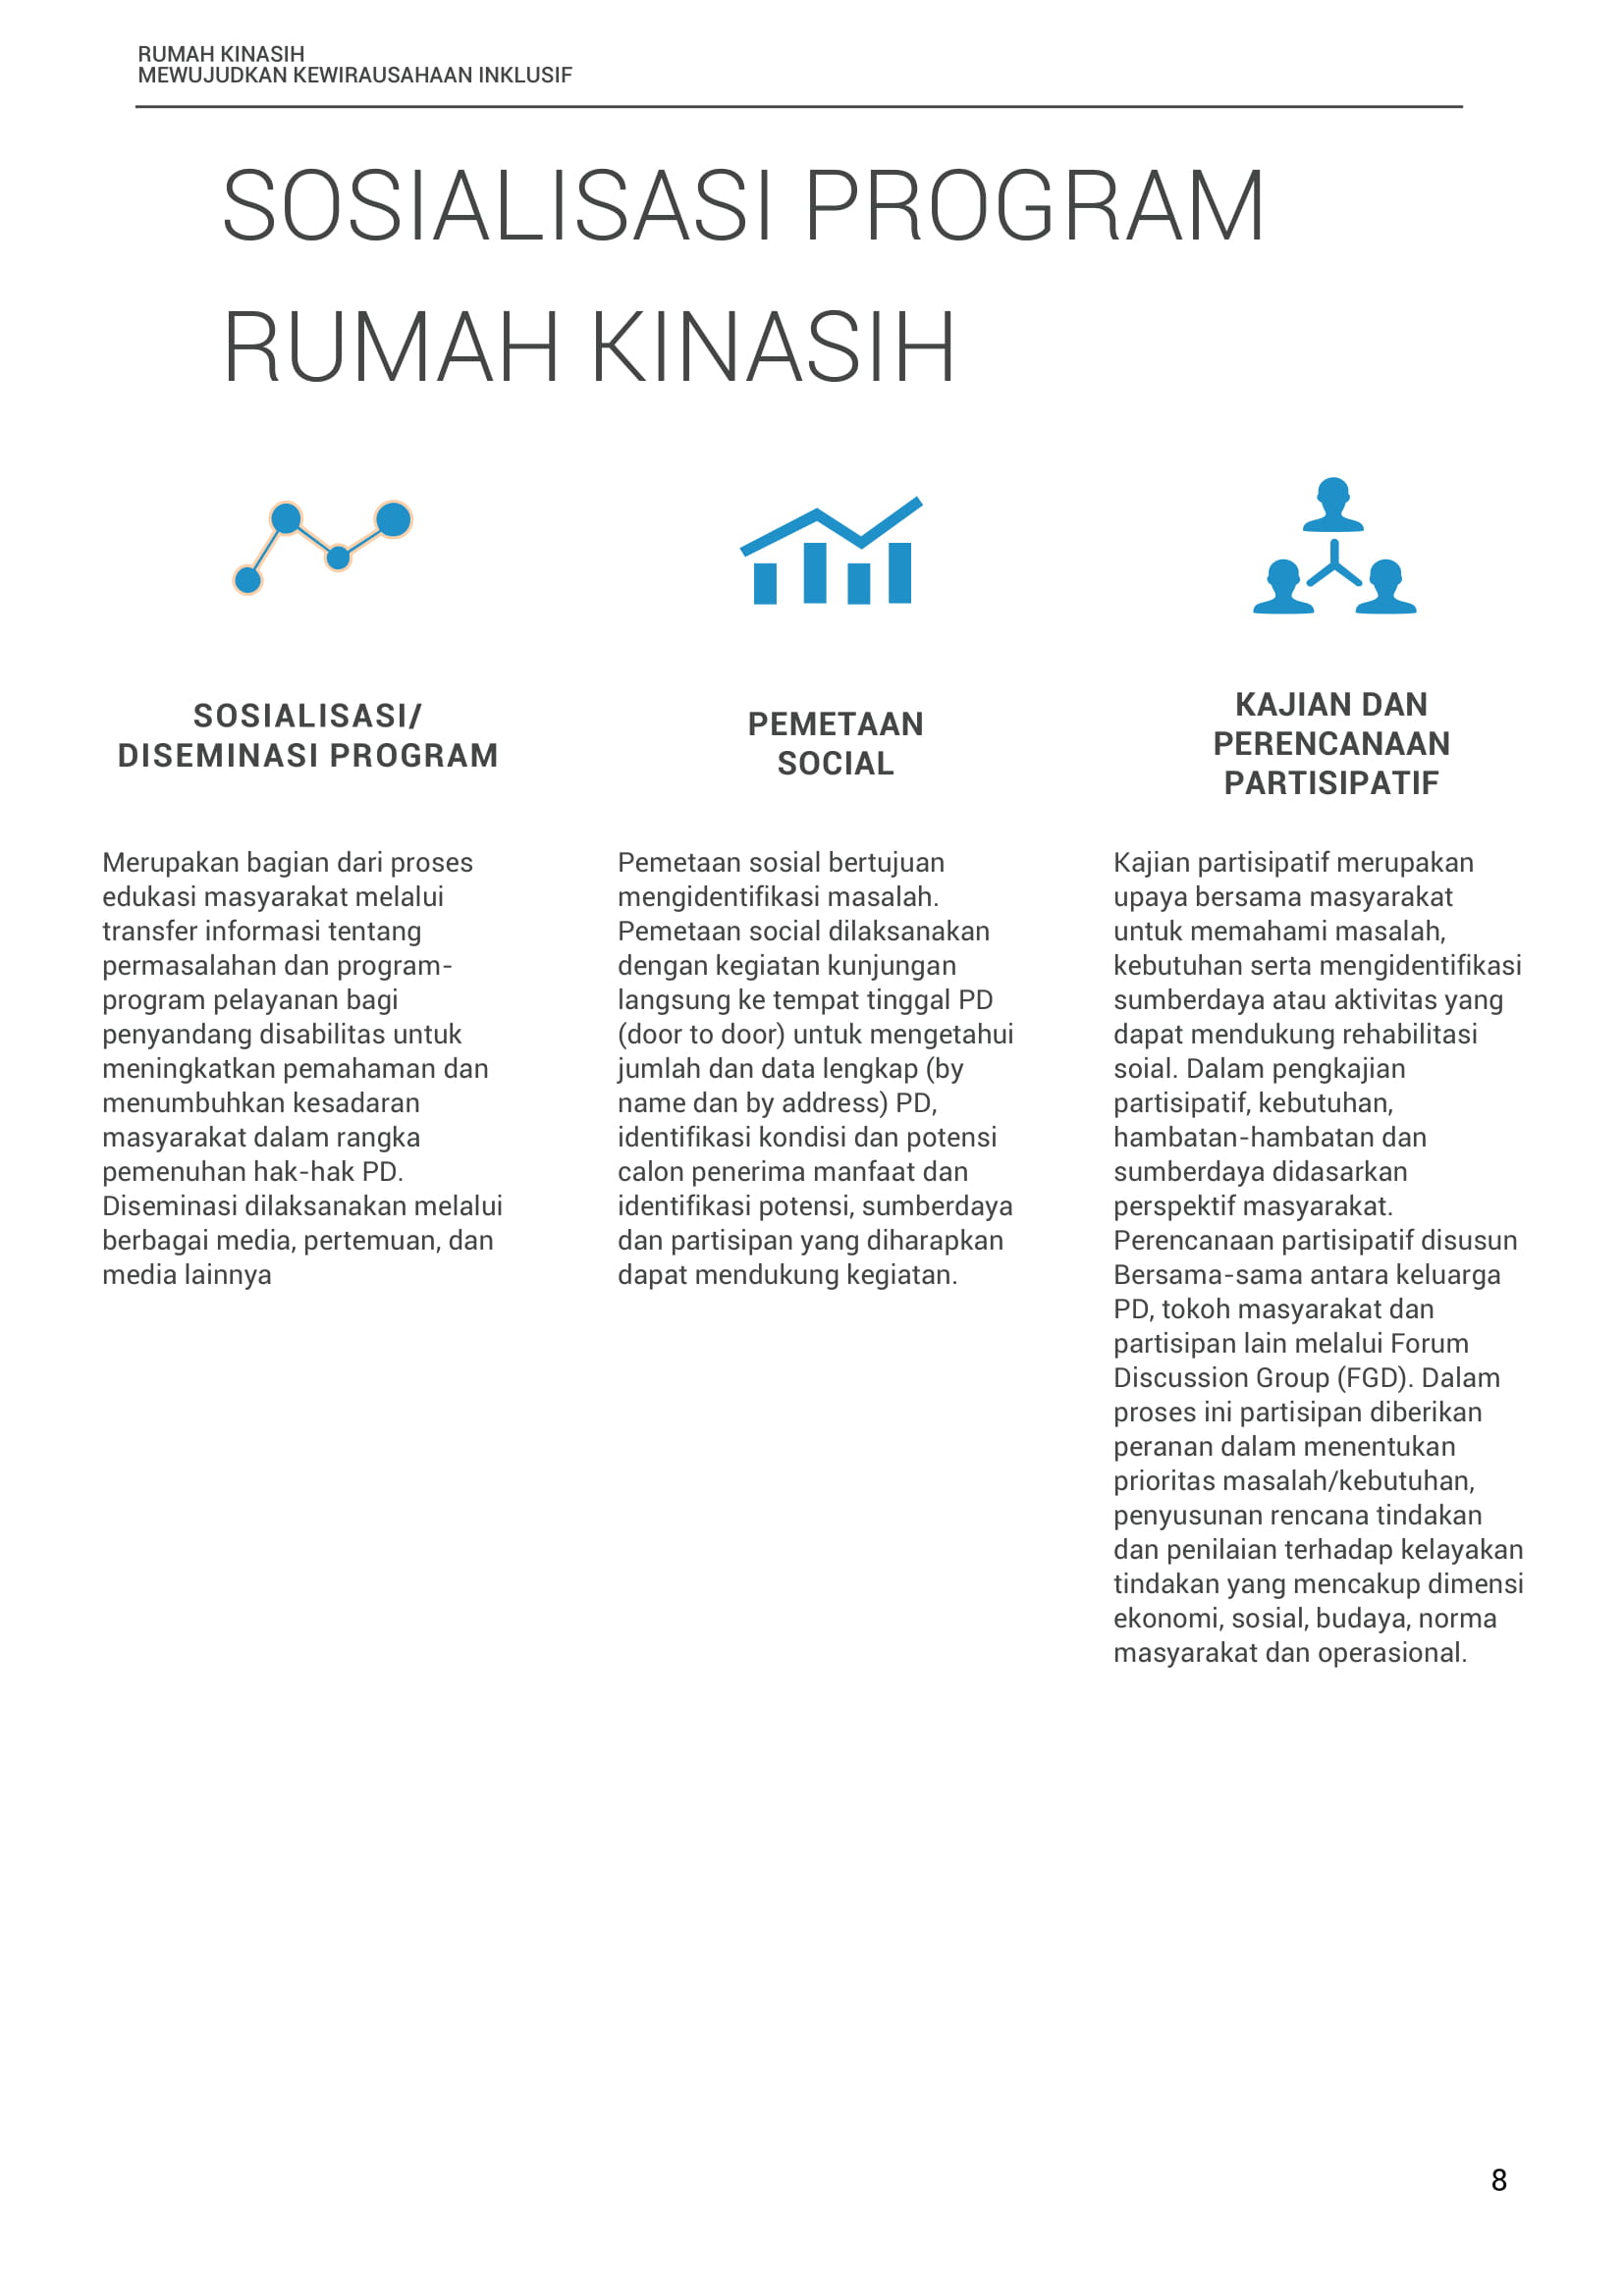 RUMAH KINASIH
MEWUJUDKAN KEWIRAUSAHAAN INKLUSIF
SOSIALISASI PROGRAM
RUMAH KINASIH
SOSIALISASI/
DISEMINASI PROGRAM
Merupakan bagian dari proses
edukasi masyarakat melalui
transfer informasi tentang
permasalahan dan program-
program pelayanan bagi
penyandang disabilitas untuk
meningkatkan pemahaman dan
menumbuhkan kesadaran
masyarakat dalam rangka
pemenuhan hak-hak PD.
Diseminasi dilaksanakan melalui
berbagai media, pertemuan, dan
media lainnya
PEMETAAN
SOCIAL
Pemetaan sosial bertujuan
mengidentifikasi masalah.
Pemetaan social dilaksanakan
dengan kegiatan kunjungan
langsung ke tempat tinggal PD
(door to door) untuk mengetahui
jumlah dan data lengkap (by
name dan by address) PD,
identifikasi kondisi dan potensi
calon penerima manfaat dan
identifikasi potensi, sumberdaya
dan partisipan yang diharapkan
dapat mendukung kegiatan.
KAJIAN DAN
PERENCANAAN
PARTISIPATIF
Kajian partisipatif merupakan
upaya bersama masyarakat
untuk memahami masalah,
kebutuhan serta mengidentifikasi
sumberdaya atau aktivitas yang
dapat mendukung rehabilitasi
soial. Dalam pengkajian
partisipatif, kebutuhan,
hambatan-hambatan dan
sumberdaya didasarkan
perspektif masyarakat.
Perencanaan partisipatif disusun
Bersama-sama antara keluarga
PD, tokoh masyarakat dan
partisipan lain melalui Forum
Discussion Group (FGD). Dalam
proses ini partisipan diberikan
peranan dalam menentukan
prioritas masalah/kebutuhan,
penyusunan rencana tindakan
dan penilaian terhadap kelayakan
tindakan yang mencakup dimensi
ekonomi, sosial, budaya, norma
masyarakat dan operasional.
8